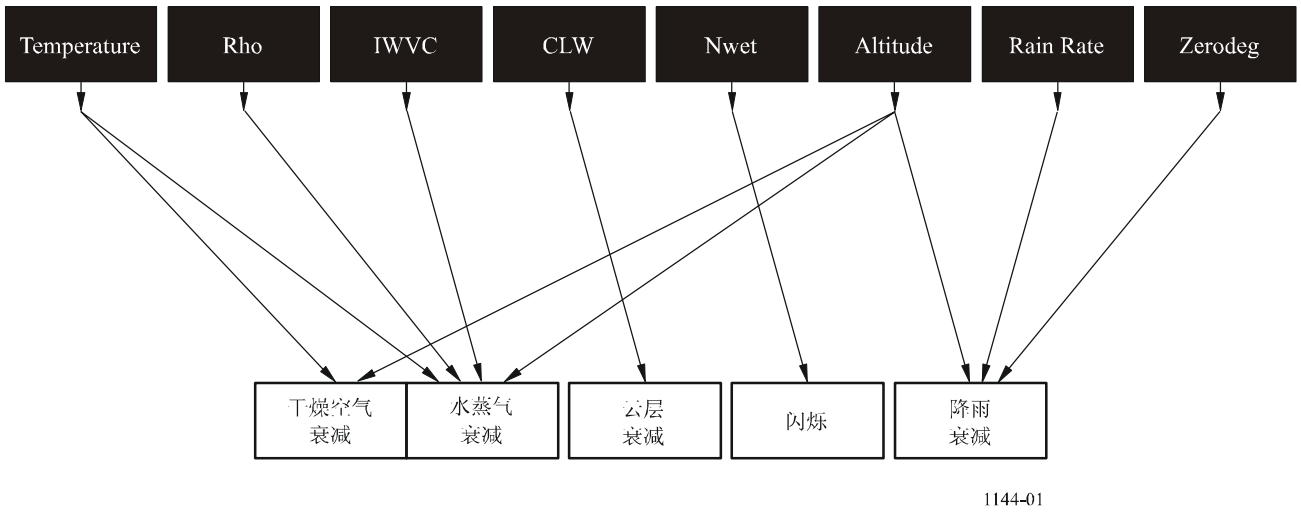 Temperature
Rho
IWVC
CLW
Nwet
Altitude
Rain Rate
Zerodeg
干燥空气
衰减
水蒸气
衰减
云层
衰减
闪烁
降雨
衰减
1144-01